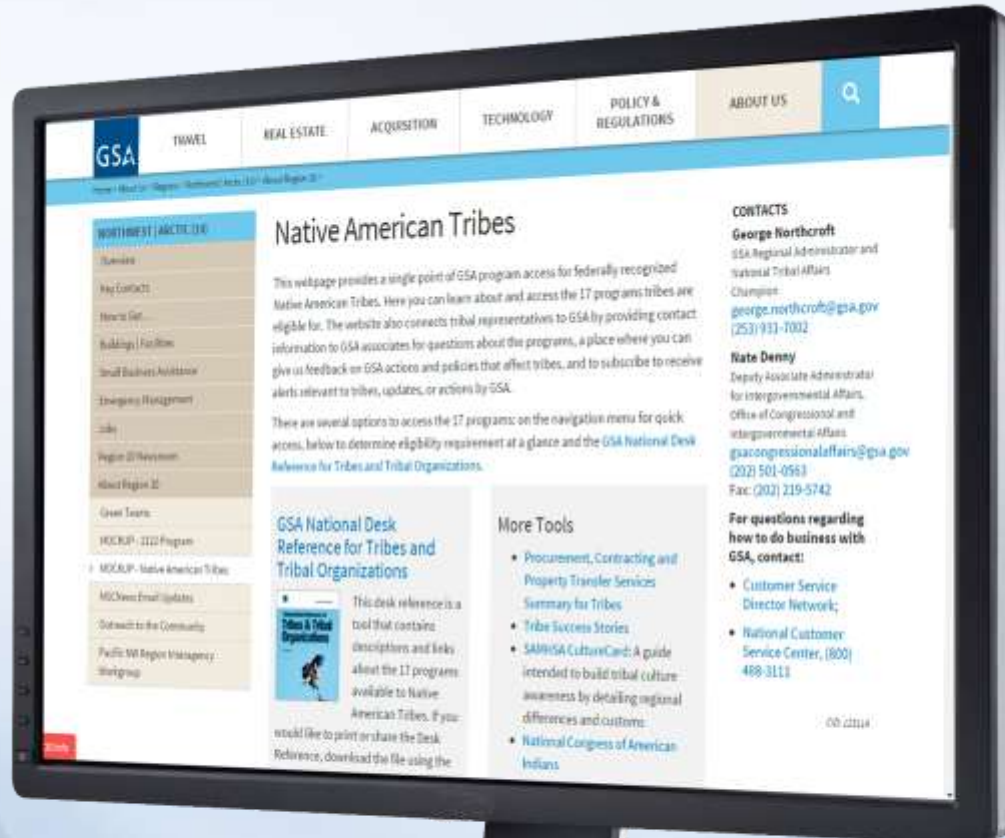 GSA
TRAVEL
REAL ESTATE
ACQUISITION
TECHNOLOGY
POLICY &
REGULATIONS
ABOUT US
Home > About Us > Regions > Northwest/Arctic (10) > About Region 10 >
NORTHWEST | ARCTIC (10)
Overview
Key Contacts
How to Get...
Buildings | Facilities
Small Business Assistance
Emergency Management
Jobs
Region 10 Newsroom
About Region 10
Green Teams
MOCKUP - 1122 Program
MOCKUP - Native American Tribes
Email Updates
Outreach to the Community
Pacific NW Region Interagency
Workgroup
Native American Tribes
This webpage provides a single point of GSA program access for federally recognized
Native American Tribes. Here you can learn about and access the 17 programs tribes are
eligible for. The website also connects tribal representatives to GSA by providing contact
information to GSA associates for questions about the programs, a place where you can
give us feedback on GSA actions and policies that affect tribes, and to subscribe to receive
alerts relevant to tribes, updates, or actions by GSA.
There are several options to access the 17 programs: on the navigation menu for quick
access, below to determine eligibility requirement at a glance and the GSA National Desk
Reference for Tribes and Tribal Organizations.
GSA National Desk
Reference for Tribes and
Tribal Organizations
Tribes & Tribal
Organizations
This desk reference is a
tool that contains
descriptions and links
about the 17 programs
available to Native
American Tribes. If you
would like to print or share the Desk
Reference, download the file using the
More Tools
• Procurement, Contracting and
Property Transfer Services
Summary for Tribes
• Tribe Success Stories
• SAMHSA CultureCard: A guide
intended to build tribal culture
awareness by detailing regional
differences and customs.
• National Congress of American
Indians
CONTACTS
George Northcroft
GSA Regional Administrator and
National Tribal Affairs
Champion
george.northcroft@gsa.gov
(253) 931-7002
Nate Denny
Deputy Associate Administrator
for Intergovernmental Affairs,
Office of Congressional and
Intergovernmental Affairs
gsacongressionalaffairs@gsa.gov
(202) 501-0563
Fax: (202) 219-5742
For questions regarding
how to do business with
GSA, contact:
• Customer Service
Director Network;
• National Customer
Service Center, (800)
488-3111